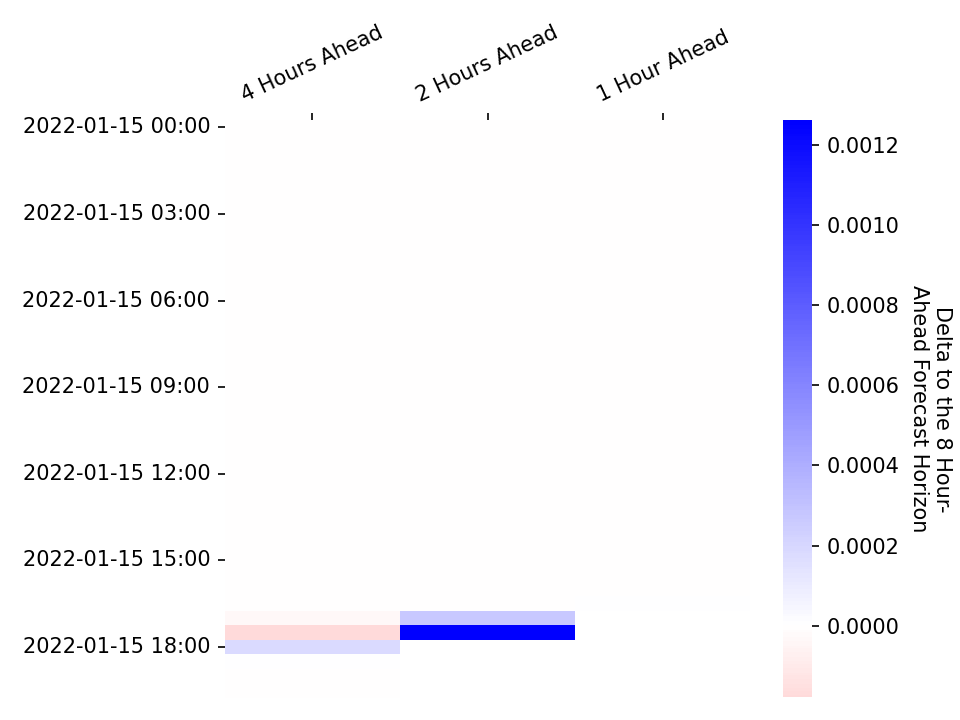 4 Hours Ahead
2 Hours Ahead
1 Hour Ahead
2022-01-15 00:00
2022-01-15 03:00
2022-01-15 06:00
2022-01-15 09:00
2022-01-15 12:00
2022-01-15 15:00
2022-01-15 18:00
0.0012
0.0010
0.0008
0.0006
0.0004
0.0002
0.0000
Delta to the 8 Hour-
Ahead Forecast Horizon